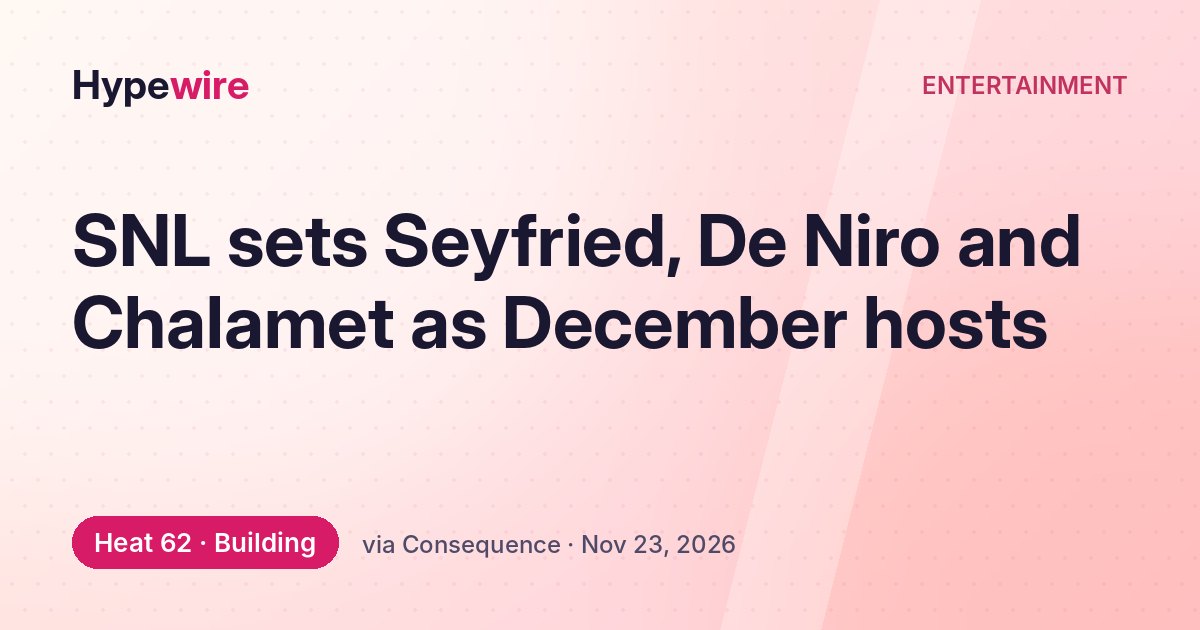 Hypewire
ENTERTAINMENT
SNL sets Seyfried, De Niro and
Chalamet as December hosts
Heat 62 · Building
via Consequence · Nov 23, 2026